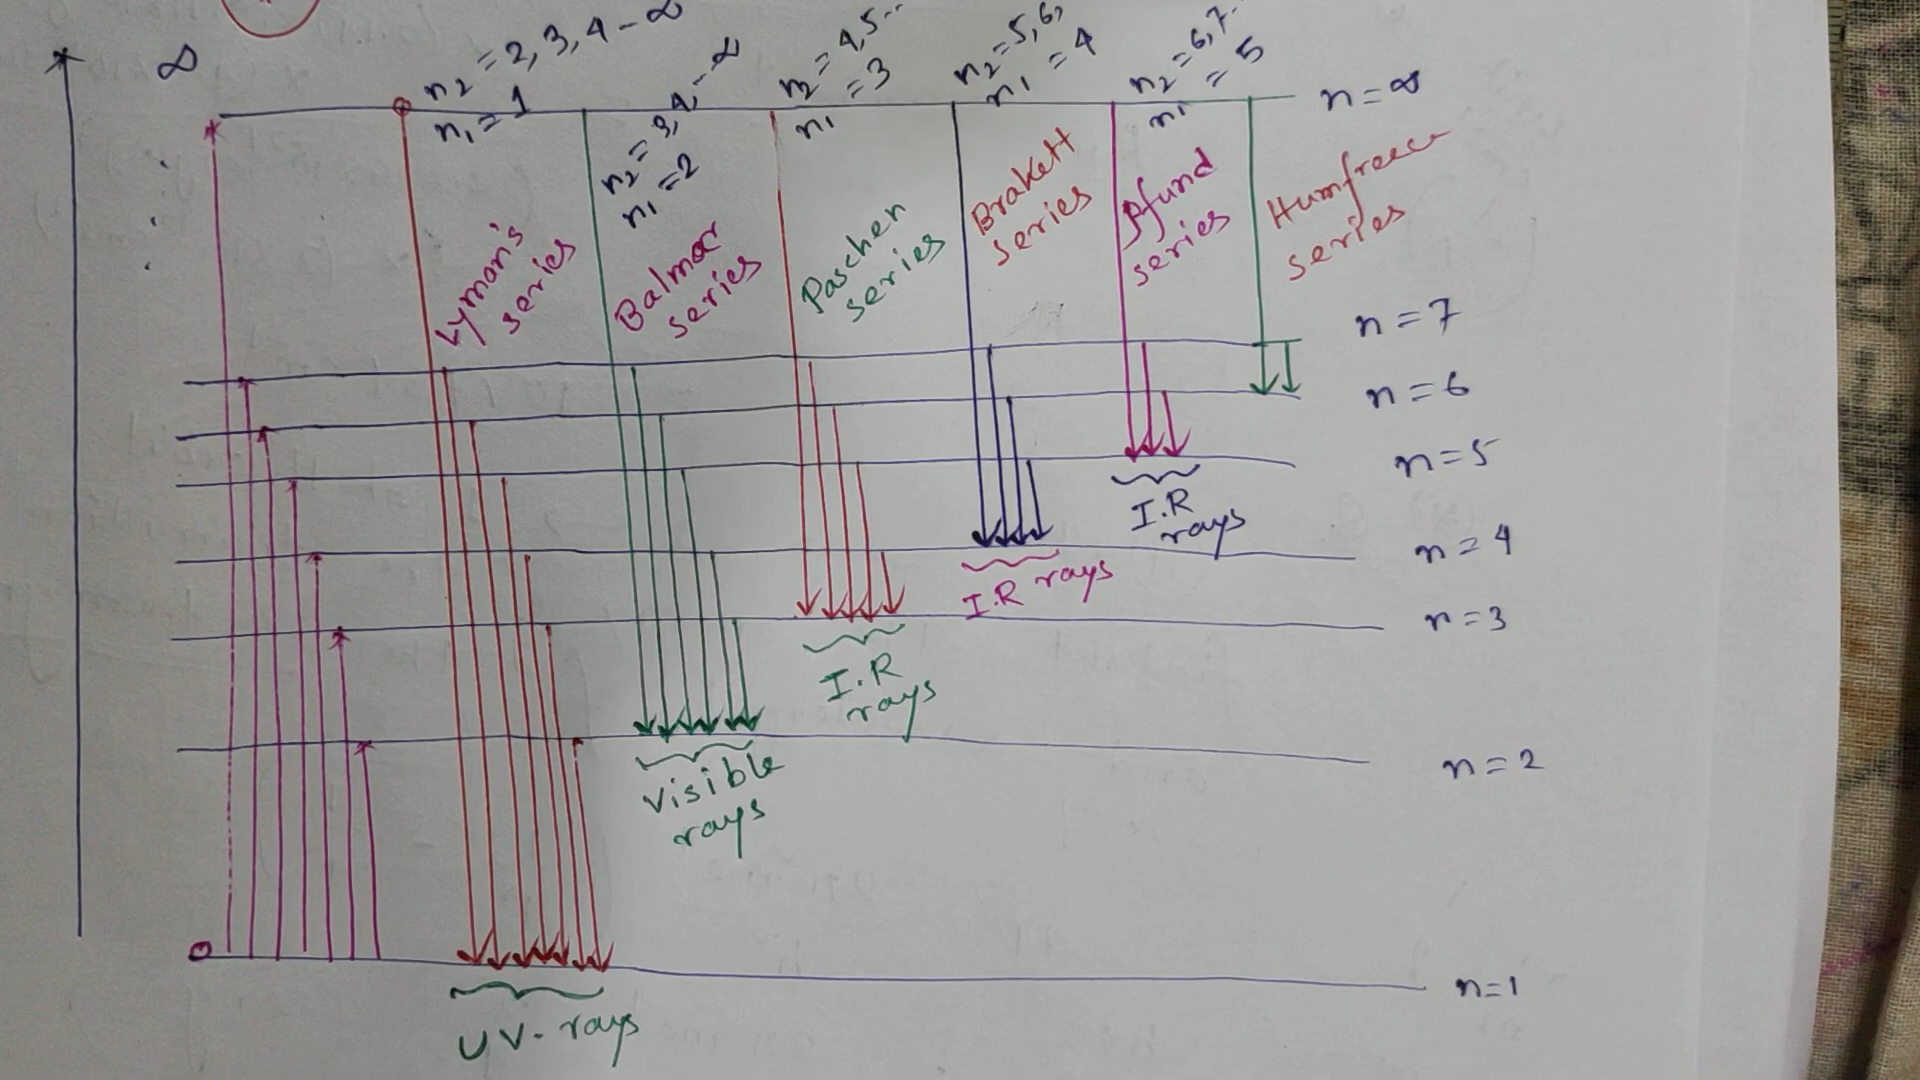 ∞
n₂ = 2, 3, 4 - ∞
n₁ = 1
n₂ = 3, 4, - ∞
n₁ = 2
n₂ = 4, 5 --
n₁ = 3
n₂ = 5, 6,
n₁ = 4
n₂ = 6, 7 -
n₁ = 5
n = ∞
Lyman's
series
Balmar
series
Paschen
series
Brakett
series
Pfund
series
Humfreece
series
n = 7
n = 6
n = 5
I.R
rays
n = 4
I.R rays
n = 3
I.R
rays
n = 2
Visible
rays
n = 1
UV - rays